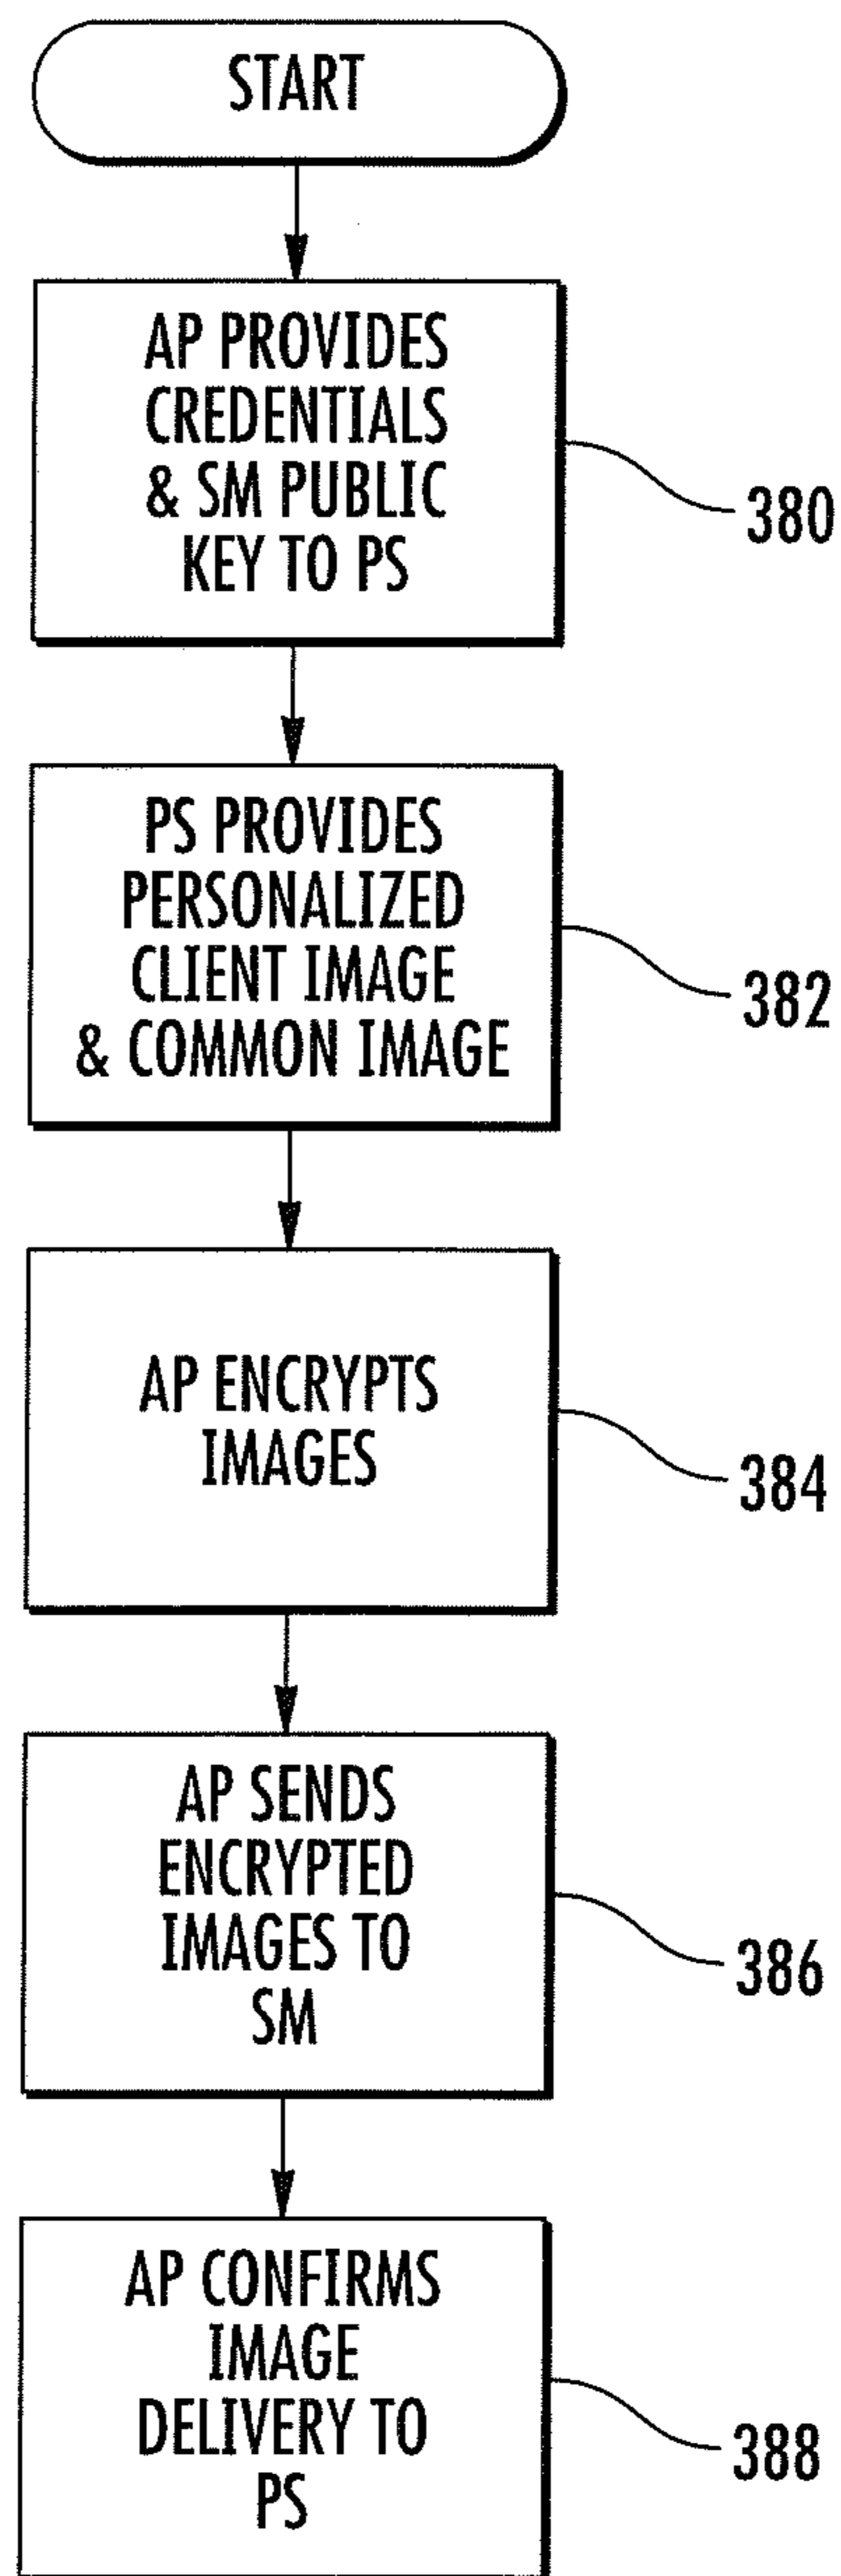 START
AP PROVIDES
CREDENTIALS
& SM PUBLIC
KEY TO PS
380
PS PROVIDES
PERSONALIZED
CLIENT IMAGE
& COMMON IMAGE
382
AP ENCRYPTS
IMAGES
384
AP SENDS
ENCRYPTED
IMAGES TO
SM
386
AP CONFIRMS
IMAGE
DELIVERY TO
PS
388